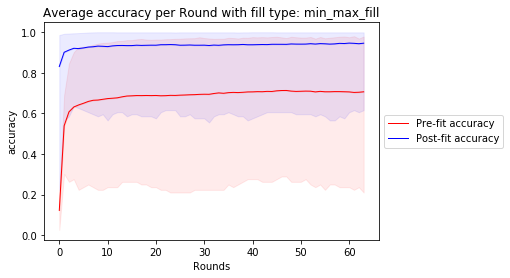 Average accuracy per Round with fill type: min_max_fill
1.0
0.8
0.6
0.4
0.2
0.0
accuracy
0
10
20
30
40
50
60
Rounds
Pre-fit accuracy
Post-fit accuracy